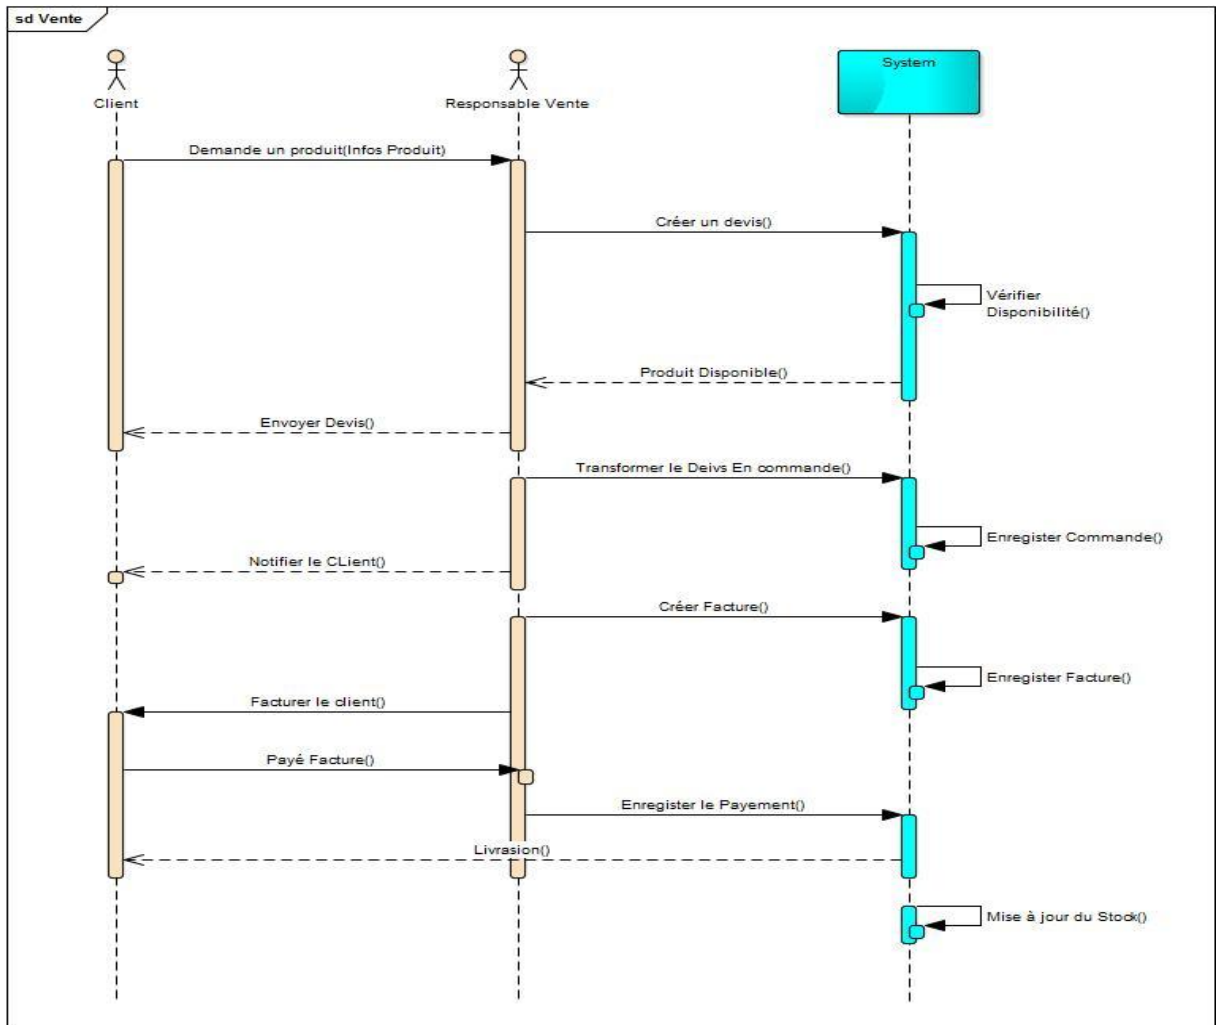 sd Vente
Client
Responsable Vente
System
Demande un produit(Infos Produit)
Créer un devis()
Vérifier
Disponibilité()
Produit Disponible()
Envoyer Devis()
Transformer le Deivs En commande()
Enregister Commande()
Notifier le CLient()
Créer Facture()
Enregister Facture()
Facturer le client()
Payé Facture()
Enregister le Payement()
Livrasion()
Mise à jour du Stock()